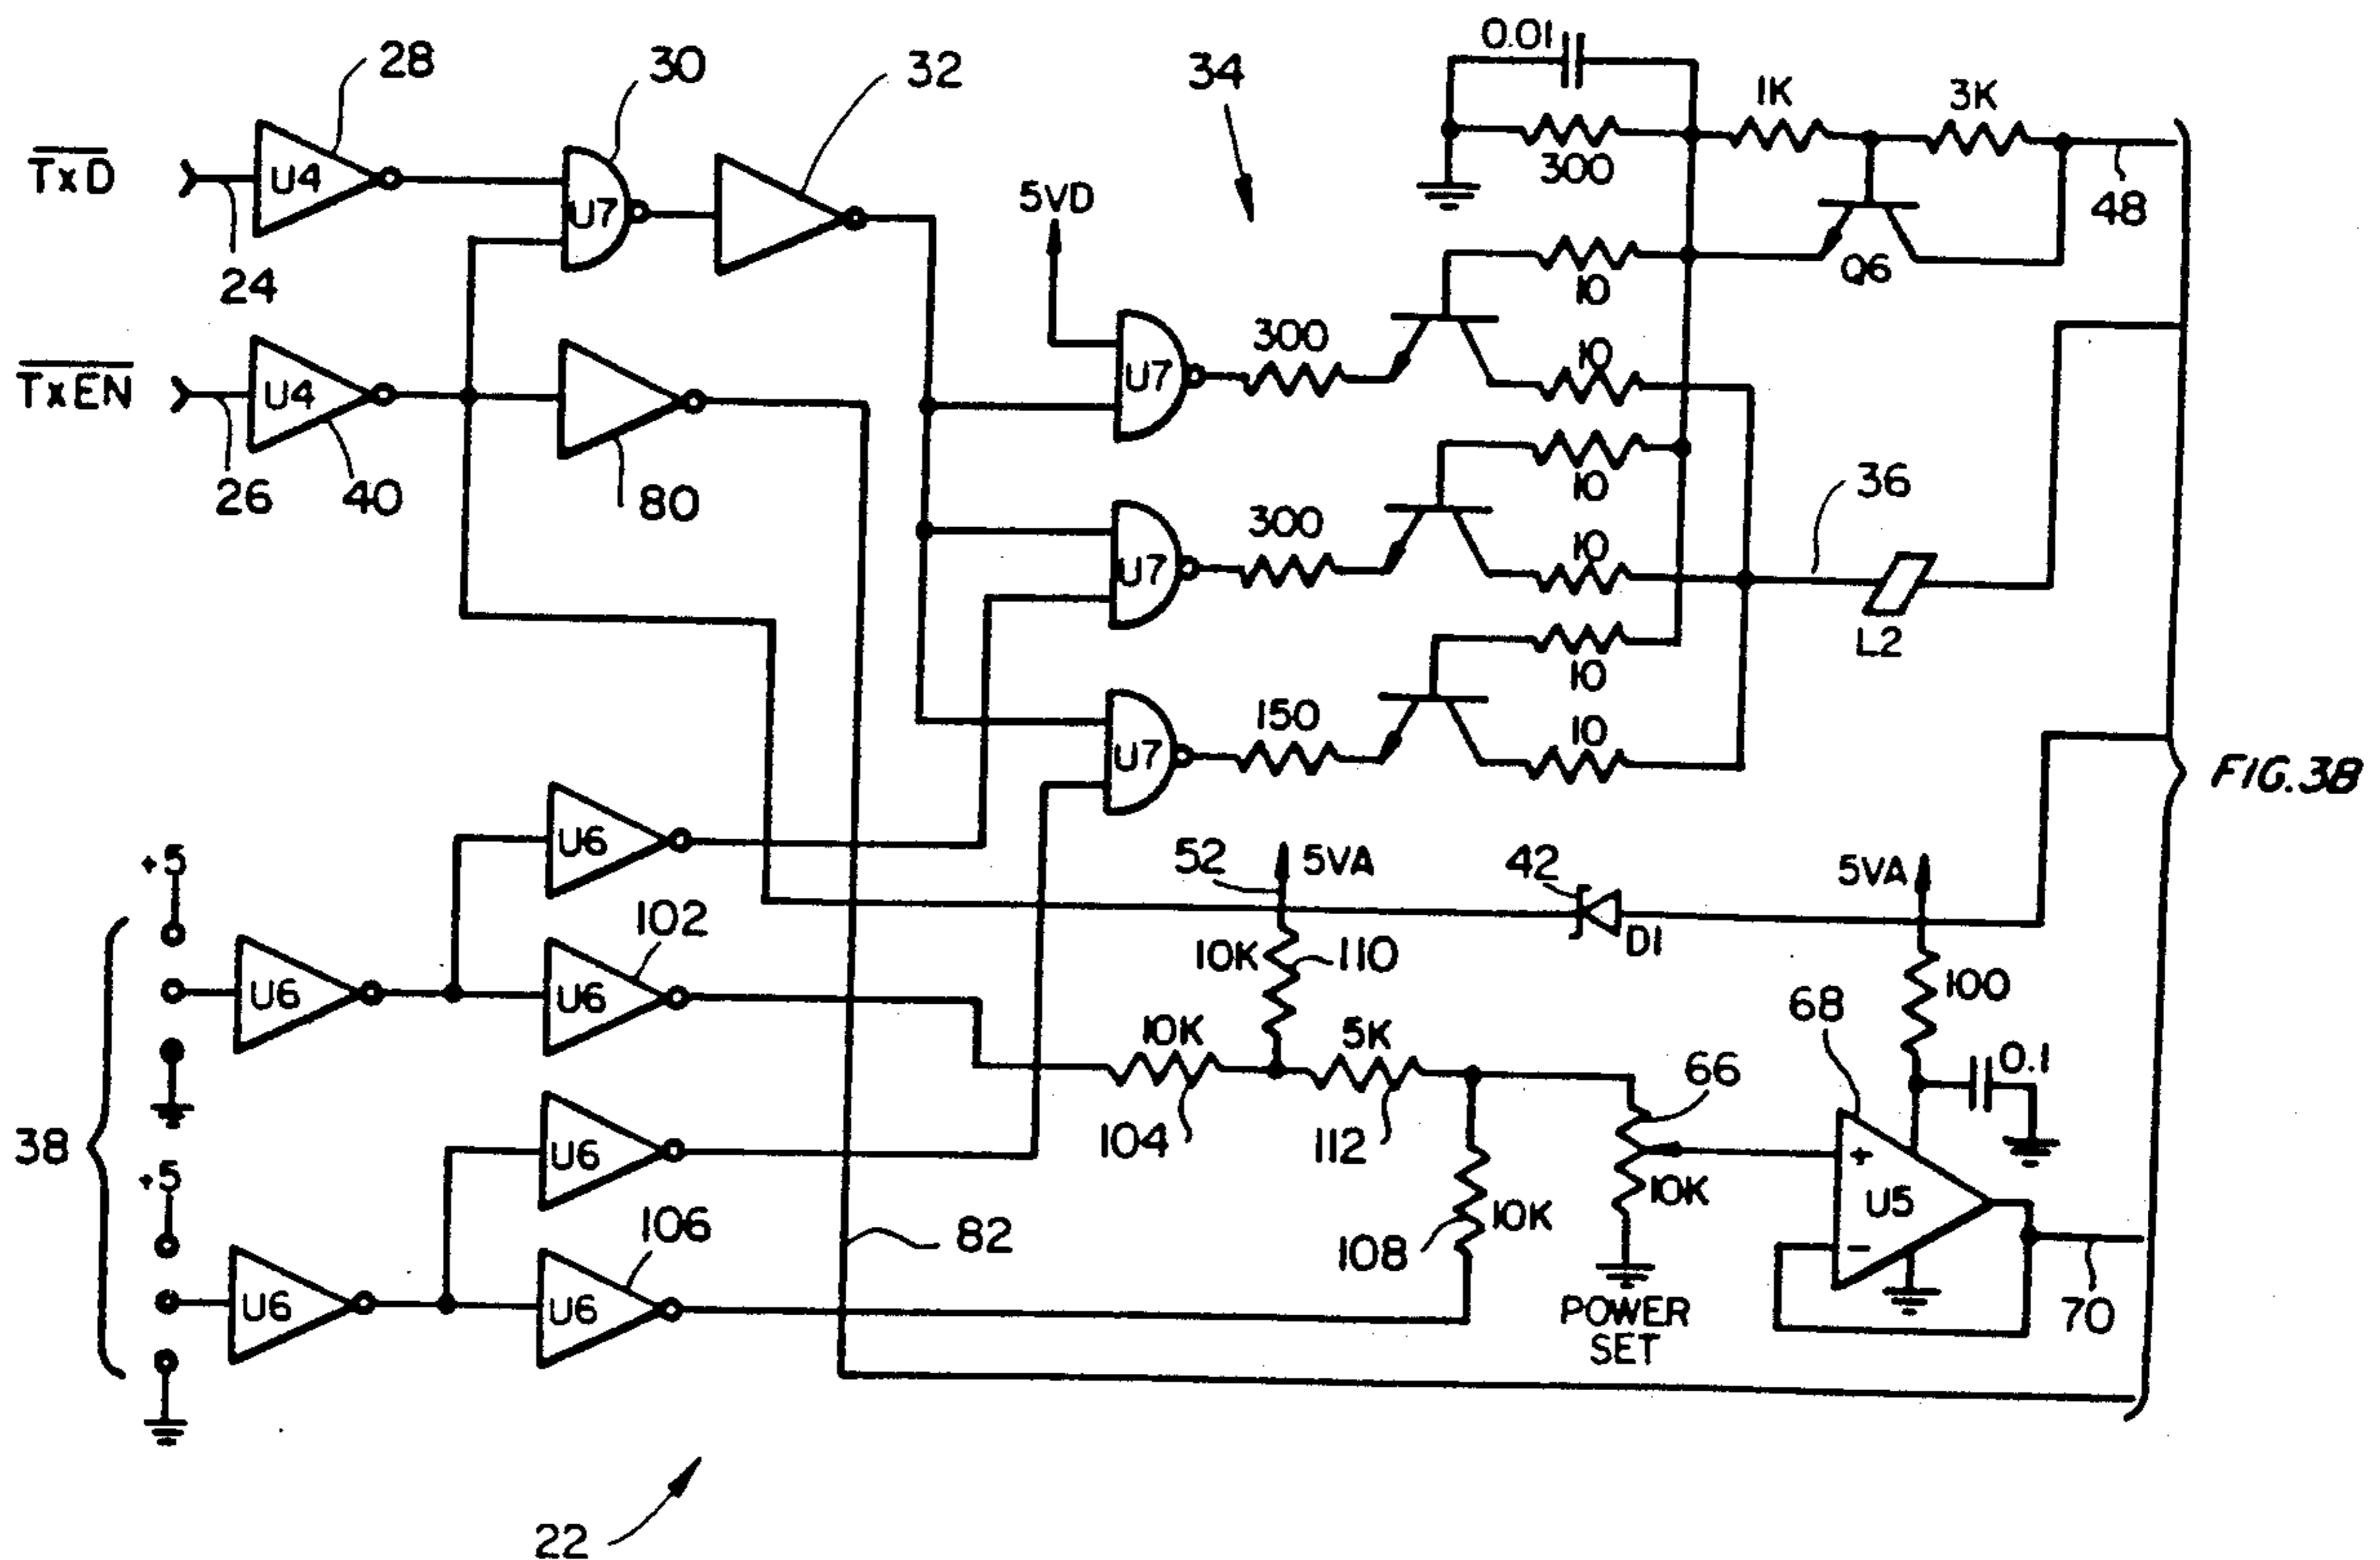 0.01
28
30
32
34
1K
3K
T̅x̅D̅
U4
U7
300
5VD
48
24
10
Q6
300
10
T̅x̅E̅N̅
U4
U7
26
40
80
10
36
300
10
U7
L2
10
150
10
U7
FIG.38
+5
U6
52
5VA
42
5VA
102
D1
10K
110
U6
U6
100
68
10K
5K
0.1
66
38
104
112
+5
U6
U5
+
-
10K
10K
106
82
108
U6
U6
POWER
SET
70
22